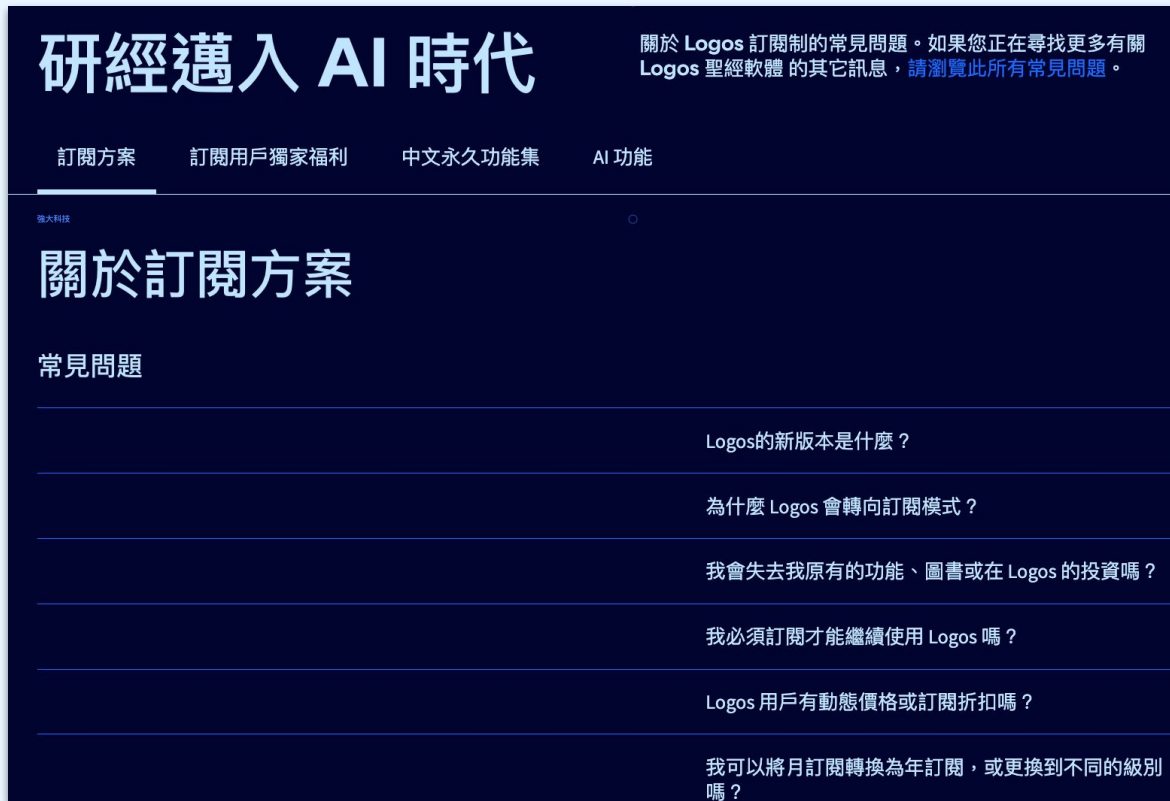 研經邁入 AI 時代
關於 Logos 訂閱制的常見問題。如果您正在尋找更多有關
Logos 聖經軟體 的其它訊息，請瀏覽此所有常見問題。
訂閱方案
訂閱用戶獨家福利
中文永久功能集
AI 功能
強大科技
關於訂閱方案
常見問題
Logos的新版本是什麼？
為什麼 Logos 會轉向訂閱模式？
我會失去我原有的功能、圖書或在 Logos 的投資嗎？
我必須訂閱才能繼續使用 Logos 嗎？
Logos 用戶有動態價格或訂閱折扣嗎？
我可以將月訂閱轉換為年訂閱，或更換到不同的級別
嗎？